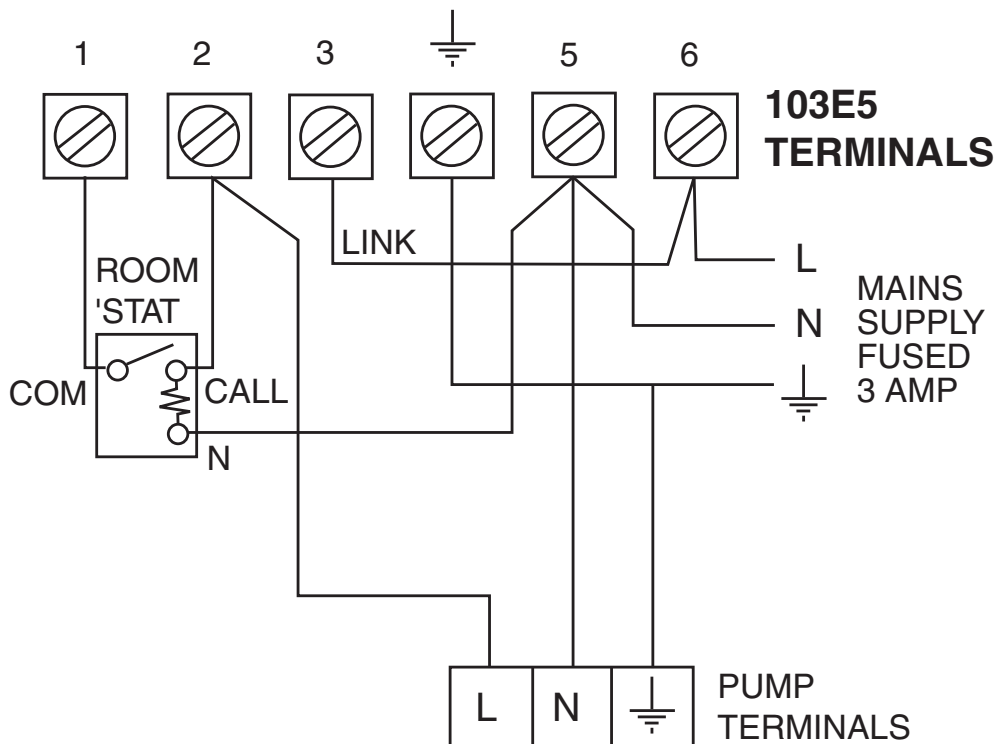 1 2 3 5 6
103E5
TERMINALS
LINK
ROOM
'STAT
COM
CALL
N
L
N
MAINS
SUPPLY
FUSED
3 AMP
L N
PUMP
TERMINALS